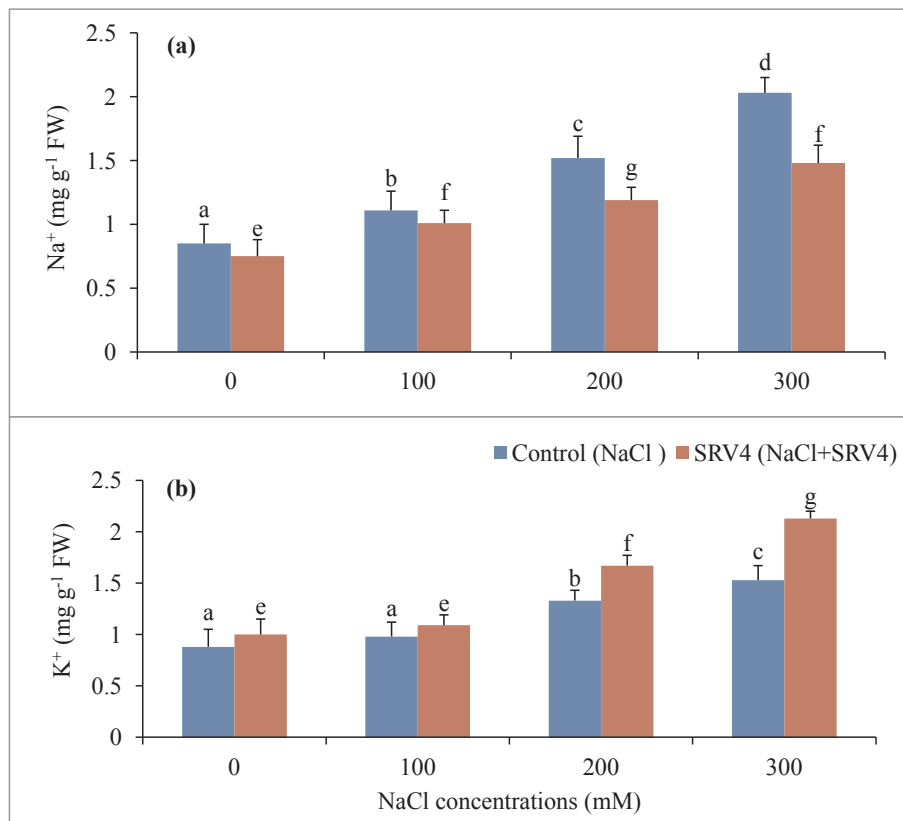 (a)
Na⁺ (mg g⁻¹ FW)
2.5
2
1.5
1
0.5
0
a
e
b
f
c
g
d
f
0 100 200 300
Control (NaCl ) SRV4 (NaCl+SRV4)
(b)
K⁺ (mg g⁻¹ FW)
2.5
2
1.5
1
0.5
0
a
e
a
e
b
f
c
g
0 100 200 300
NaCl concentrations (mM)